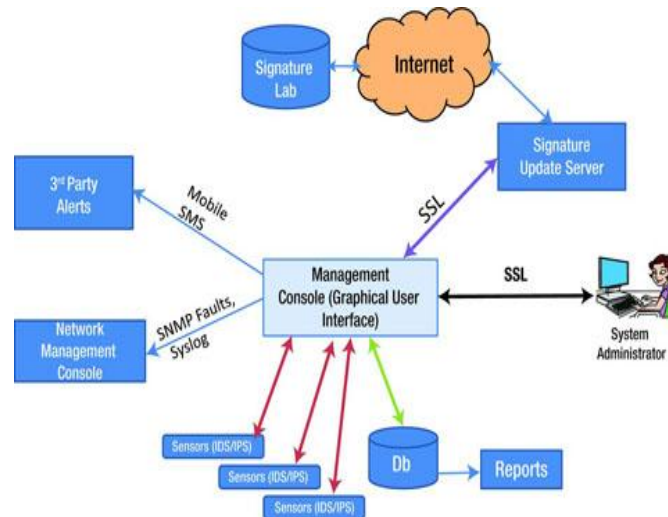 Signature
Lab
Internet
Signature
Update Server
3rd Party
Alerts
Mobile
SMS
SSL
Management
Console (Graphical User
Interface)
SSL
System
Administrator
SNMP Faults,
Syslog
Network
Management
Console
Sensors (IDS/IPS)
Sensors (IDS/IPS)
Sensors (IDS/IPS)
Db
Reports